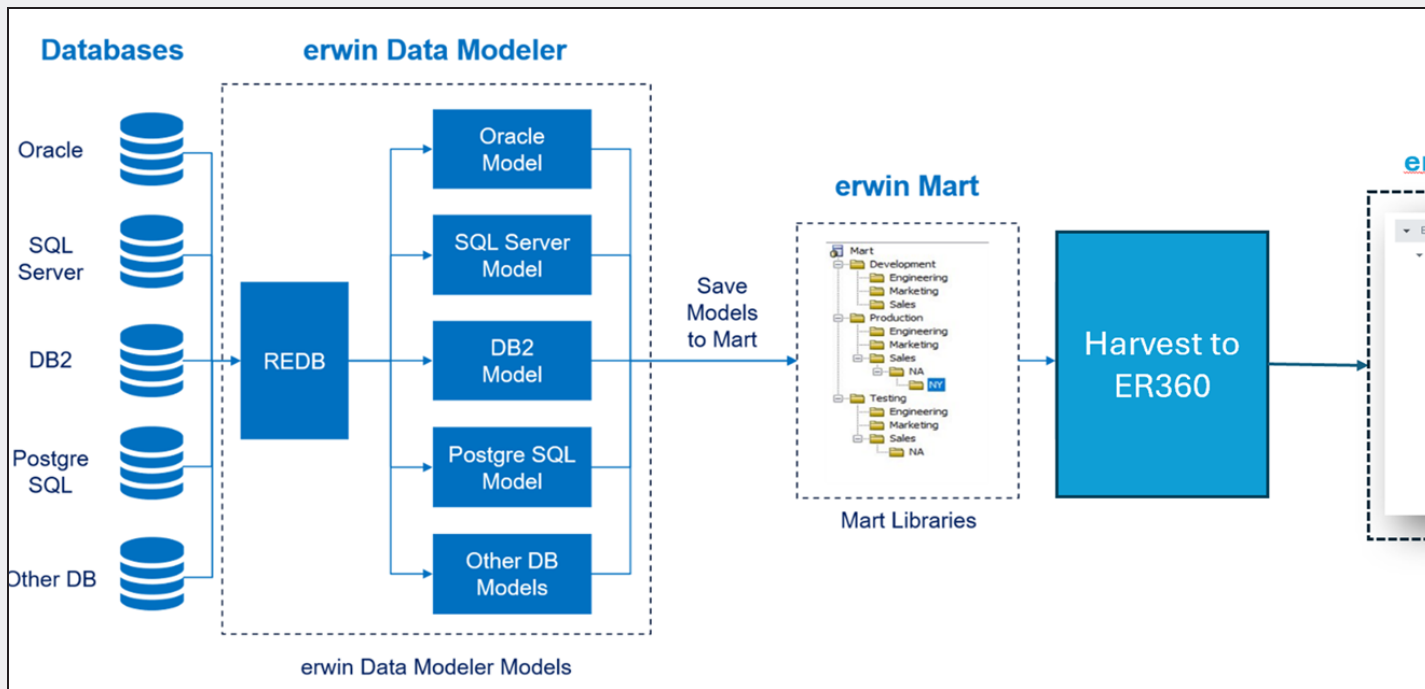 Databases
erwin Data Modeler
Oracle
SQL
Server
DB2
Postgre
SQL
Other DB
REDB
Oracle
Model
SQL Server
Model
DB2
Model
Postgre SQL
Model
Other DB
Models
erwin Data Modeler Models
Save
Models
to Mart
erwin Mart
Mart
Development
Engineering
Marketing
Sales
Production
Engineering
Marketing
Sales
NA
NY
Testing
Engineering
Marketing
Sales
NA
Mart Libraries
Harvest to
ER360